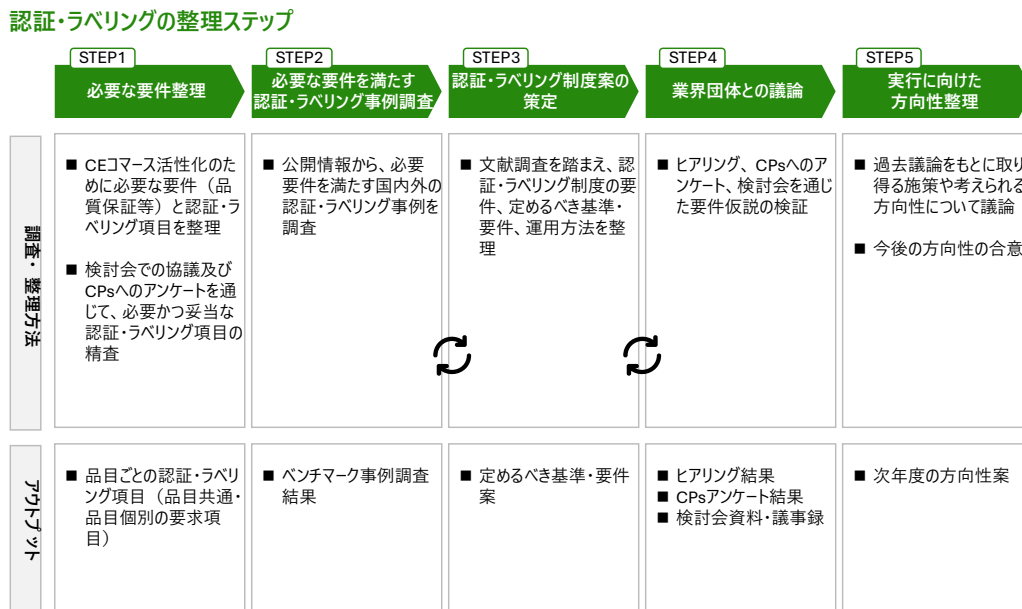 認証・ラベリングの整理ステップ
STEP1
必要な要件整理
STEP2
必要な要件を満たす
認証・ラベリング事例調査
STEP3
認証・ラベリング制度案の
策定
STEP4
業界団体との議論
STEP5
実行に向けた
方向性整理
調査・整理方法
■ CEコマース活性化のた
めに必要な要件（品
質保証等）と認証・ラ
ベリング項目を整理
■ 検討会での協議及び
CPsへのアンケートを通
じて、必要かつ妥当な
認証・ラベリング項目の
精査
■ 公開情報から、必要
要件を満たす国内外の
認証・ラベリング事例を
調査
■ 文献調査を踏まえ、認
証・ラベリング制度の要
件、定めるべき基準・
要件、運用方法を整
理
■ ヒアリング、CPsへのア
ンケート、検討会を通じ
た要件仮説の検証
■ 過去議論をもとに取り
得る施策や考えられる
方向性について議論
■ 今後の方向性の合意
アウトプット
■ 品目ごとの認証・ラベリ
ング項目（品目共通・
品目個別の要求項
目）
■ ベンチマーク事例調査
結果
■ 定めるべき基準・要件
案
■ ヒアリング結果
■ CPsアンケート結果
■ 検討会資料・議事録
■ 次年度の方向性案